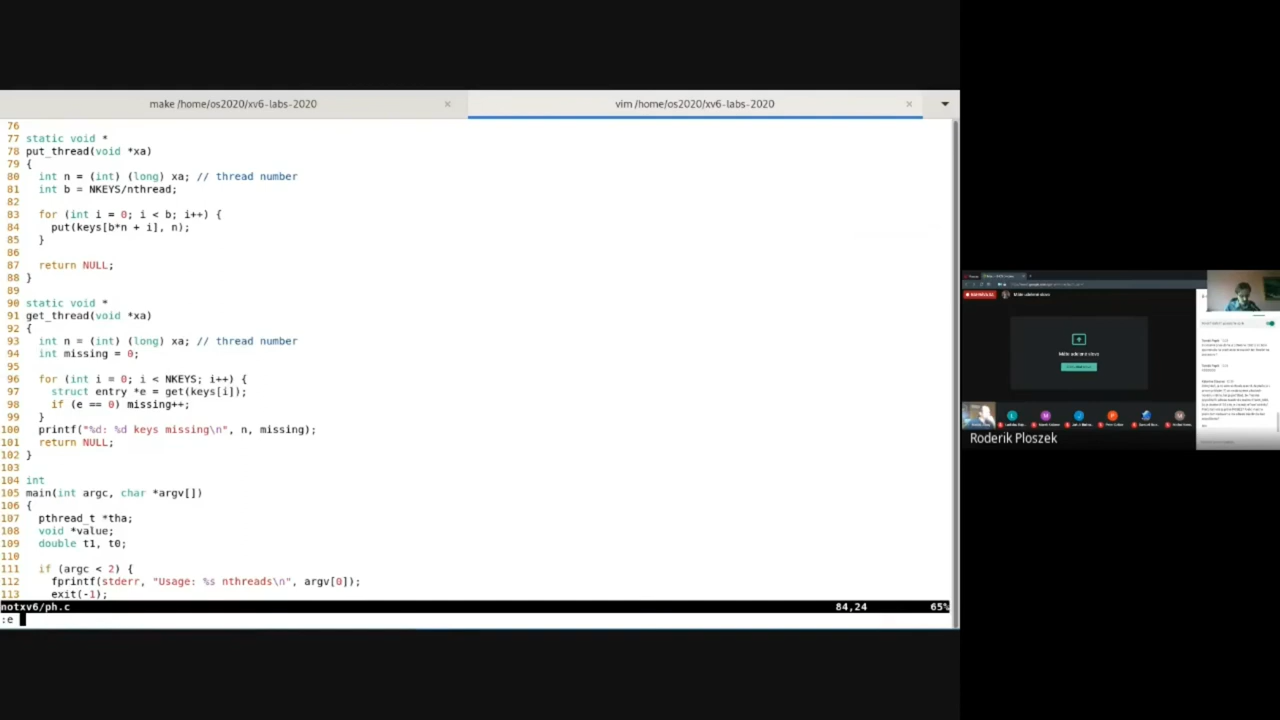 make /home/os2020/xv6-labs-2020
vim /home/os2020/xv6-labs-2020
76
77 static void *
78 put_thread(void *xa)
79 {
80   int n = (int) (long) xa; // thread number
81   int b = NKEYS/nthread;
82
83   for (int i = 0; i < b; i++) {
84     put(keys[b*n + i], n);
85   }
86
87   return NULL;
88 }
89
90 static void *
91 get_thread(void *xa)
92 {
93   int n = (int) (long) xa; // thread number
94   int missing = 0;
95
96   for (int i = 0; i < NKEYS; i++) {
97     struct entry *e = get(keys[i]);
98     if (e == 0) missing++;
99   }
100   printf("%d: %d keys missing\n", n, missing);
101   return NULL;
102 }
103
104 int
105 main(int argc, char *argv[])
106 {
107   pthread_t *tha;
108   void *value;
109   double t1, t0;
110
111   if (argc < 2) {
112     fprintf(stderr, "Usage: %s nthreads\n", argv[0]);
113     exit(-1);
notxv6/ph.c 84,24 65%
:e
Roderik Ploszek